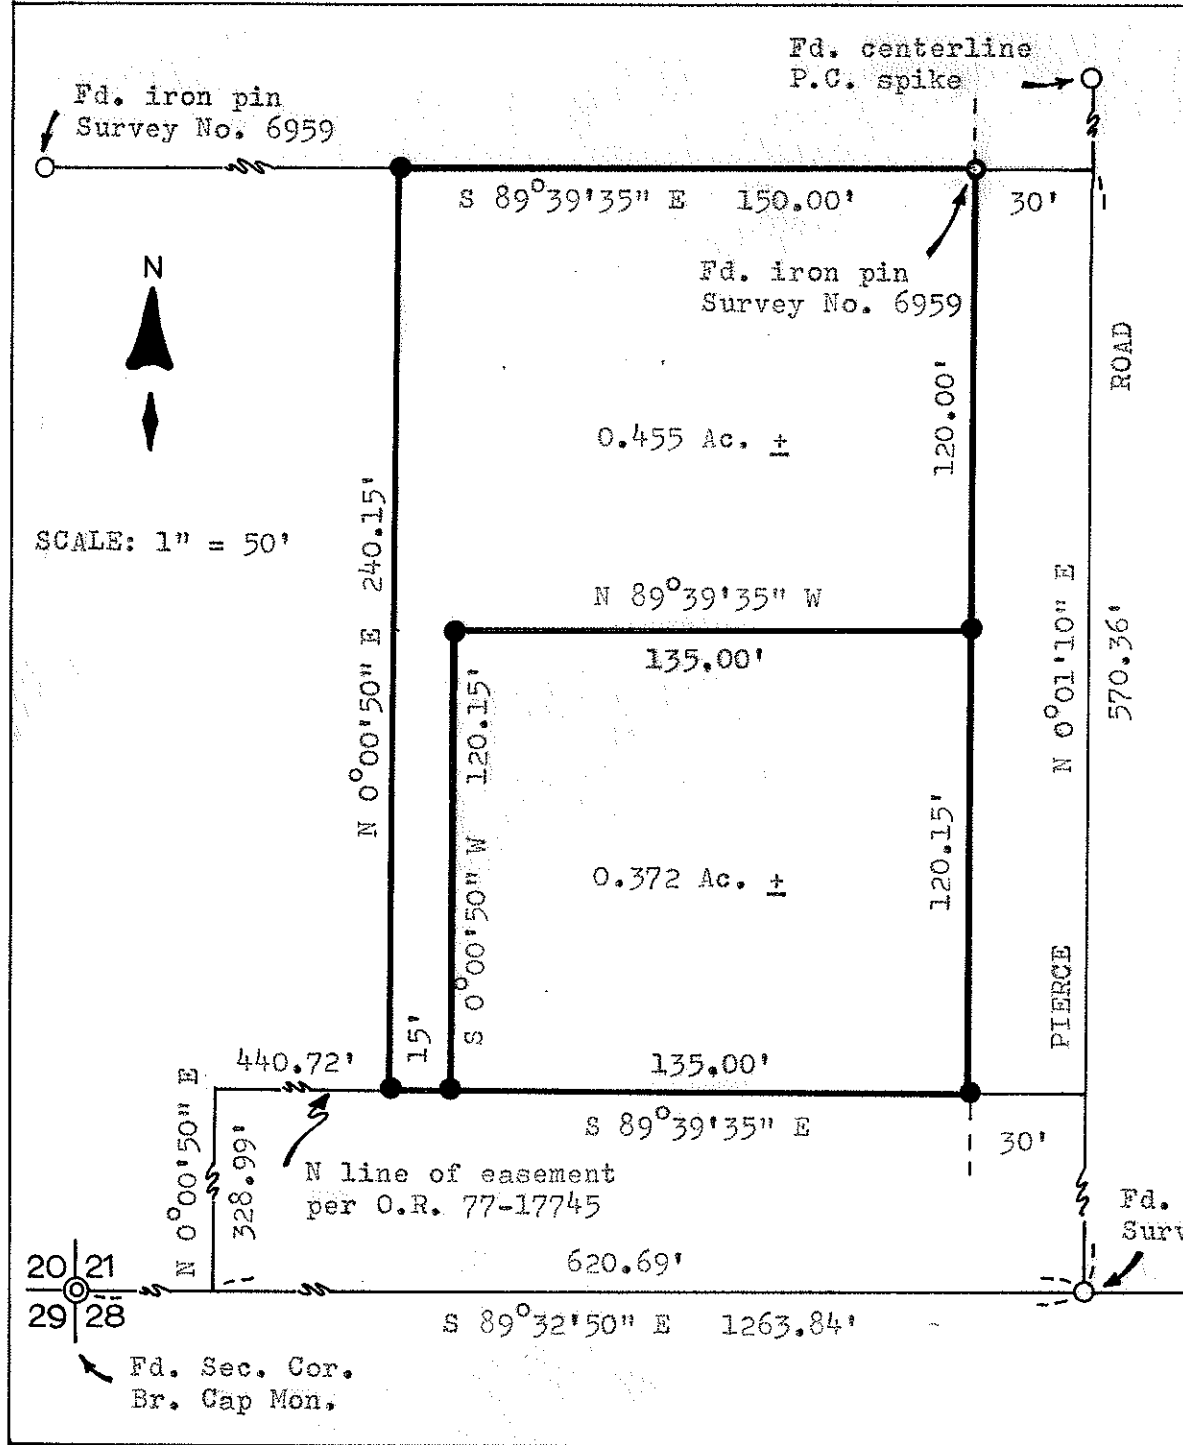 Fd. centerline
P.C. spike
Fd. iron pin
Survey No. 6959
S 89°39'35" E 150.00'
30'
N
Fd. iron pin
Survey No. 6959
ROAD
120.00'
0.455 Ac. ±
SCALE: 1" = 50'
N 0°00'50" E 240.15'
N 89°39'35" W
135.00'
N 0°01'10" E
570.36'
S 0°00'50" W 120.15'
120.15'
0.372 Ac. ±
PIERCE
15'
440.72'
135.00'
S 89°39'35" E
30'
N 0°00'50" E
328.99'
N line of easement
per O.R. 77-17745
Fd.
Surv
20 21
29 28
620.69'
S 89°32'50" E 1263.84'
Fd. Sec. Cor.
Br. Cap Mon.